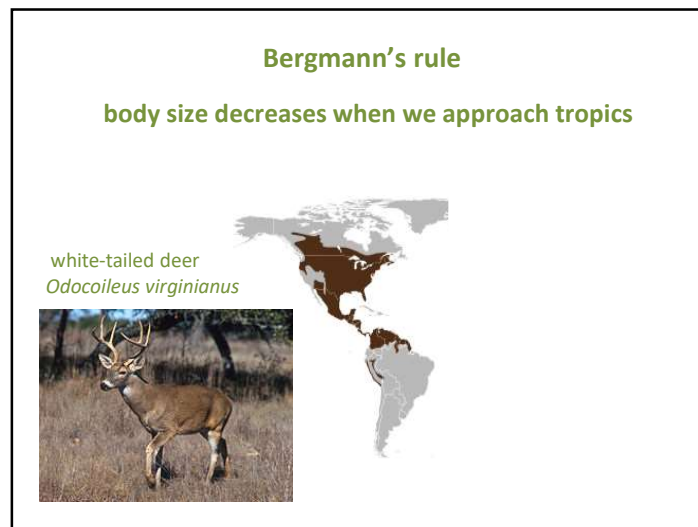 Bergmann’s rule
body size decreases when we approach tropics
white-tailed deer
Odocoileus virginianus